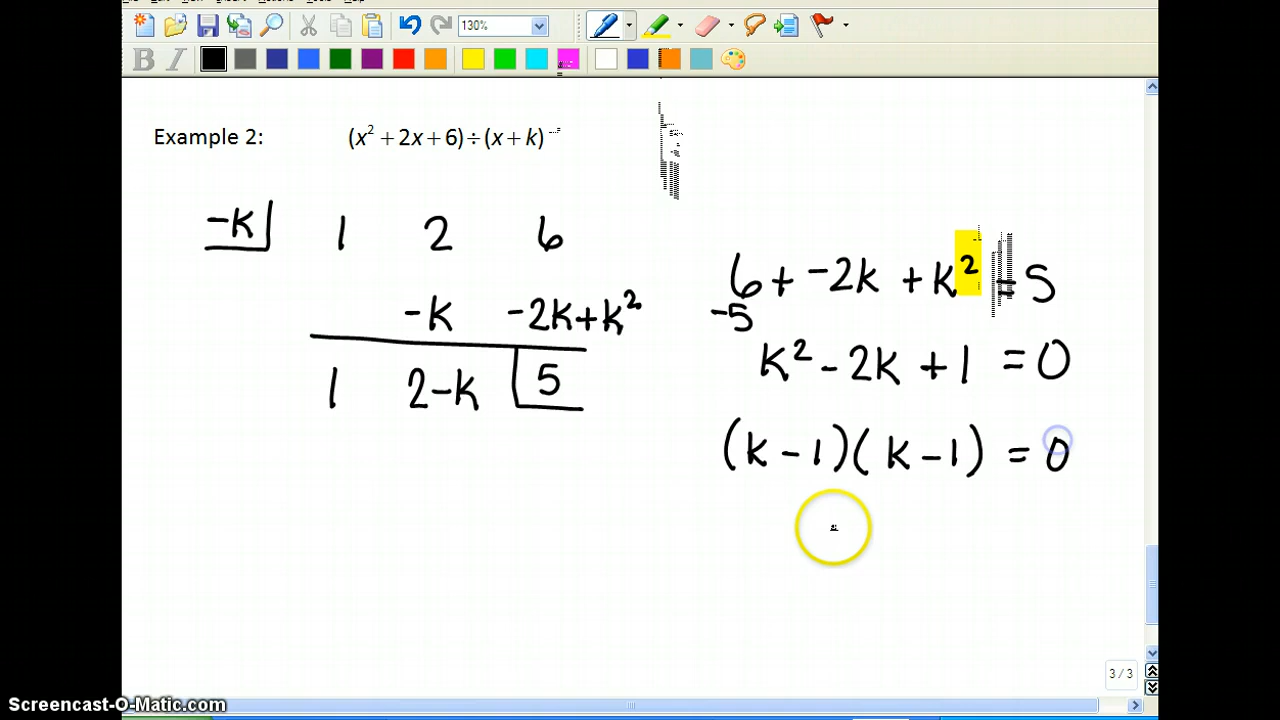 130%
B I
Example 2: (x² + 2x + 6) ÷ (x + k)
-k 1 2 6
-k -2k+k²
1 2-k 5
6 + -2k + k² = 5
-5
k² - 2k + 1 = 0
(k - 1)(k - 1) = 0
3 / 3
Screencast-O-Matic.com